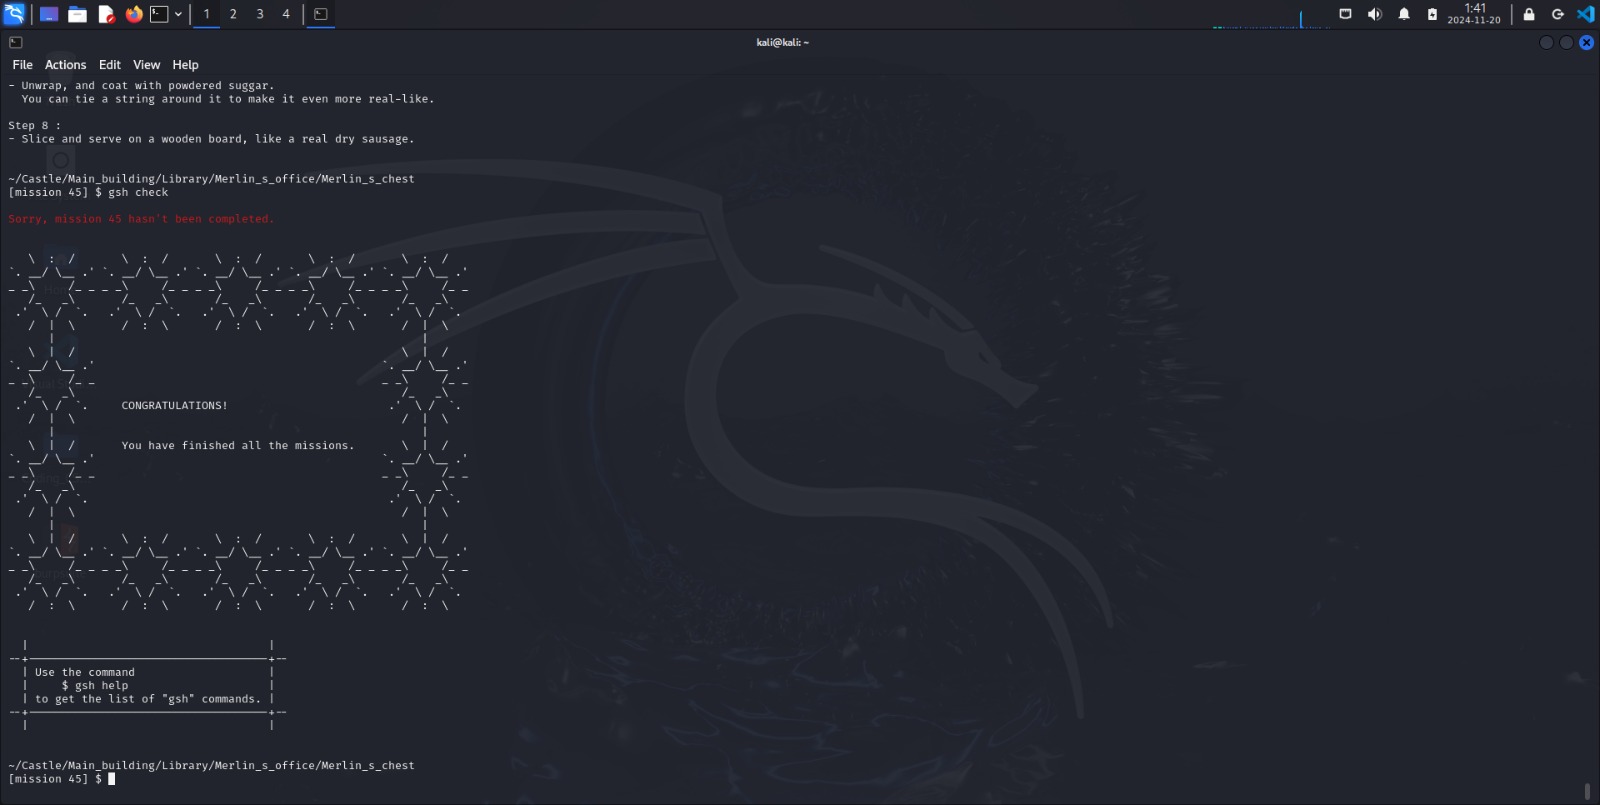 1 2 3 4
1:41
2024-11-20
kali@kali: ~
File Actions Edit View Help
- Unwrap, and coat with powdered suggar.
You can tie a string around it to make it even more real-like.
Step 8 :
- Slice and serve on a wooden board, like a real dry sausage.
~/Castle/Main_building/Library/Merlin_s_office/Merlin_s_chest
[mission 45] $ gsh check
Sorry, mission 45 hasn't been completed.
CONGRATULATIONS!
You have finished all the missions.
Use the command
$ gsh help
to get the list of "gsh" commands.
~/Castle/Main_building/Library/Merlin_s_office/Merlin_s_chest
[mission 45] $